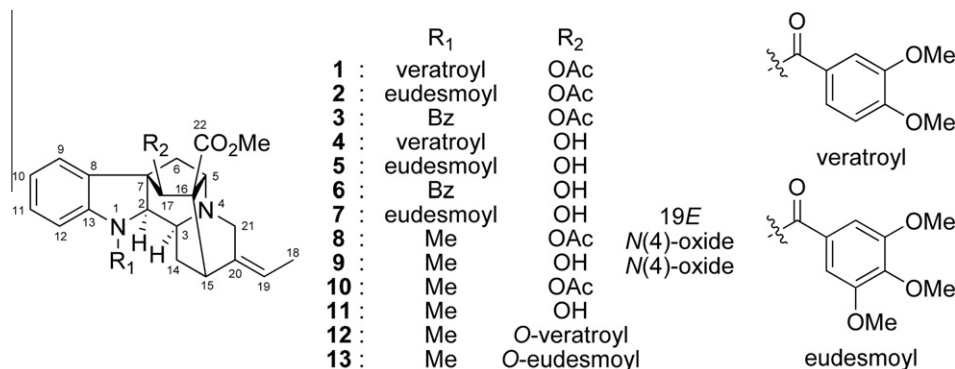 R1 R2
1 : veratroyl OAc
2 : eudesmoyl OAc
3 : Bz OAc
4 : veratroyl OH
5 : eudesmoyl OH
6 : Bz OH
7 : eudesmoyl OH 19E
8 : Me OAc N(4)-oxide
9 : Me OH N(4)-oxide
10 : Me OAc
11 : Me OH
12 : Me O-veratroyl
13 : Me O-eudesmoyl
22
R2 CO2Me
9
8
6
10
7
5
16
4
11
17
N
2
1
13
3
21
N
12
H
H
18
R1
14
20
15
19
O
OMe
OMe
veratroyl
O
OMe
OMe
OMe
eudesmoyl